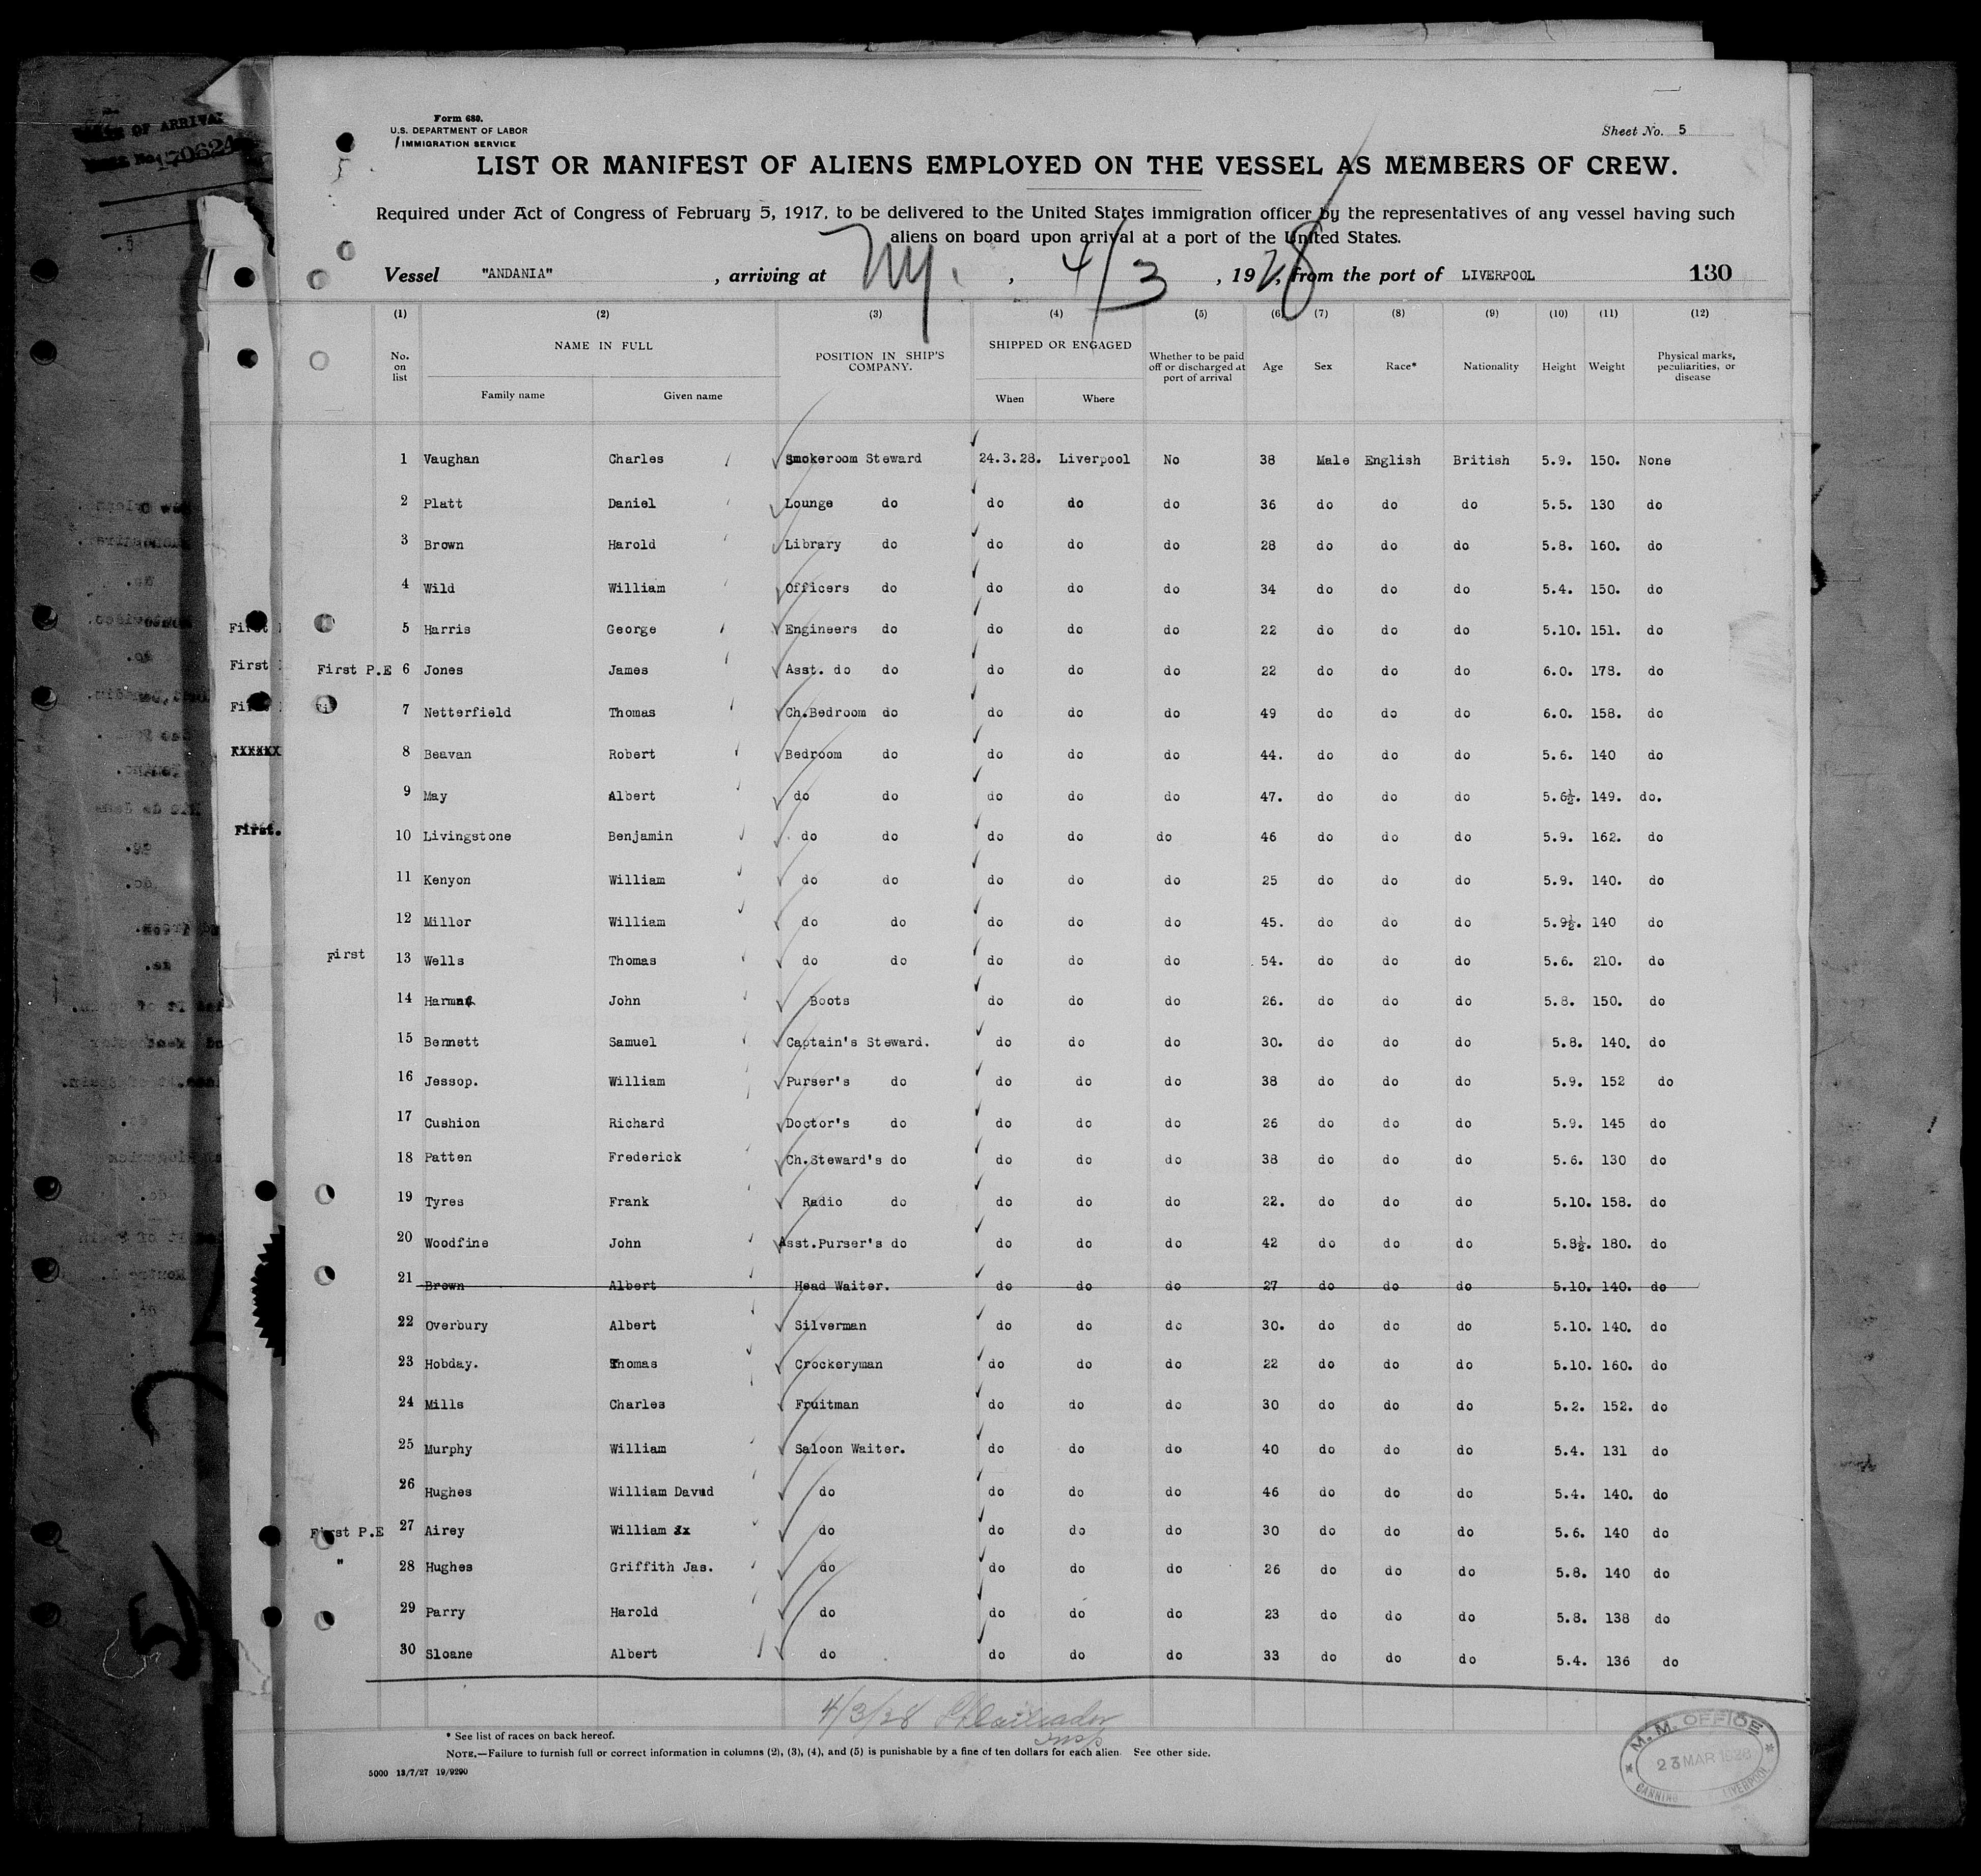 Form 680.
U.S. DEPARTMENT OF LABOR
IMMIGRATION SERVICE
Sheet No. 5
LIST OR MANIFEST OF ALIENS EMPLOYED ON THE VESSEL AS MEMBERS OF CREW.
Required under Act of Congress of February 5, 1917, to be delivered to the United States immigration officer by the representatives of any vessel having such
aliens on board upon arrival at a port of the United States.
Vessel "ANDANIA" , arriving at Ny. , 4/3 , 1928, from the port of LIVERPOOL 130
(1) (2) (3) (4) (5) (6) (7) (8) (9) (10) (11) (12)
No. on list NAME IN FULL Family name Given name POSITION IN SHIP'S COMPANY. SHIPPED OR ENGAGED When Where Whether to be paid off or discharged at port of arrival Age Sex Race* Nationality Height Weight Physical marks, peculiarities, or disease
1 Vaughan Charles Smokeroom Steward 24.3.28. Liverpool No 38 Male English British 5.9. 150. None
2 Platt Daniel Lounge do do do do 36 do do do 5.5. 130 do
3 Brown Harold Library do do do do 28 do do do 5.8. 160. do
4 Wild William Officers do do do do 34 do do do 5.4. 150. do
First 5 Harris George Engineers do do do do 22 do do do 5.10. 151. do
First First P.E 6 Jones James Asst. do do do do do 22 do do do 6.0. 178. do
7 Netterfield Thomas Ch.Bedroom do do do do 49 do do do 6.0. 158. do
8 Beavan Robert Bedroom do do do do 44. do do do 5.6. 140 do
9 May Albert do do do do do 47. do do do 5.6½. 149. do.
First. 10 Livingstone Benjamin do do do do do 46 do do do 5.9. 162. do
11 Kenyon William do do do do do 25 do do do 5.9. 140. do
12 Millor William do do do do do 45. do do do 5.9½. 140 do
First 13 Wells Thomas do do do do do 54. do do do 5.6. 210. do
14 John Boots do do do 26. do do do 5.8. 150. do
15 Bennett Samuel Captain's Steward. do do do 30. do do do 5.8. 140. do
16 Jessop. William Purser's do do do do 38 do do do 5.9. 152 do
17 Cushion Richard Doctor's do do do do 26 do do do 5.9. 145 do
18 Patten Frederick Ch.Steward's do do do do 38 do do do 5.6. 130 do
19 Tyres Frank Radio do do do do 22. do do do 5.10. 158. do
20 Woodfine John Asst.Purser's do do do do 42 do do do 5.8½. 180. do
21 Brown Albert Head Waiter. do do do 27 do do do 5.10. 140. do
22 Overbury Albert Silverman do do do 30. do do do 5.10. 140. do
23 Hobday. Thomas Crockeryman do do do 22 do do do 5.10. 160. do
24 Mills Charles Fruitman do do do 30 do do do 5.2. 152. do
25 Murphy William Saloon Waiter. do do do 40 do do do 5.4. 131 do
26 Hughes William Davud do do do do 46 do do do 5.4. 140. do
First P.E 27 Airey William do do do do 30 do do do 5.6. 140 do
" 28 Hughes Griffith Jas. do do do do 26 do do do 5.8. 140 do
29 Parry Harold do do do do 23 do do do 5.8. 138 do
30 Sloane Albert do do do do 33 do do do 5.4. 136 do
4/3/28
* See list of races on back hereof.
NOTE.—Failure to furnish full or correct information in columns (2), (3), (4), and (5) is punishable by a fine of ten dollars for each alien. See other side.
5000 13/7/27 19/9290
M.M. OFFICE
23 MAR 1928
CANNING LIVERPOOL